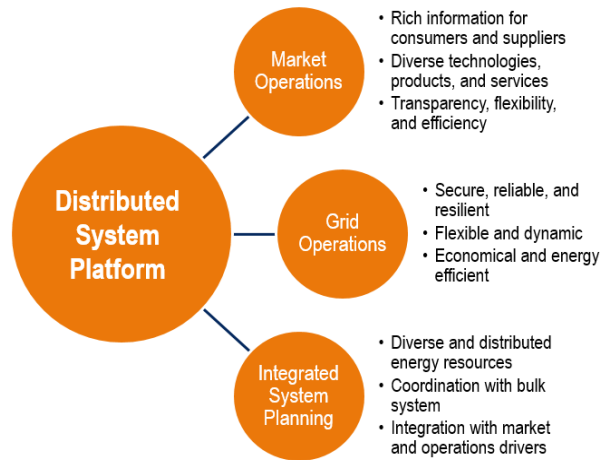 Distributed
System
Platform
Market
Operations
• Rich information for
consumers and suppliers
• Diverse technologies,
products, and services
• Transparency, flexibility,
and efficiency
Grid
Operations
• Secure, reliable, and
resilient
• Flexible and dynamic
• Economical and energy
efficient
Integrated
System
Planning
• Diverse and distributed
energy resources
• Coordination with bulk
system
• Integration with market
and operations drivers